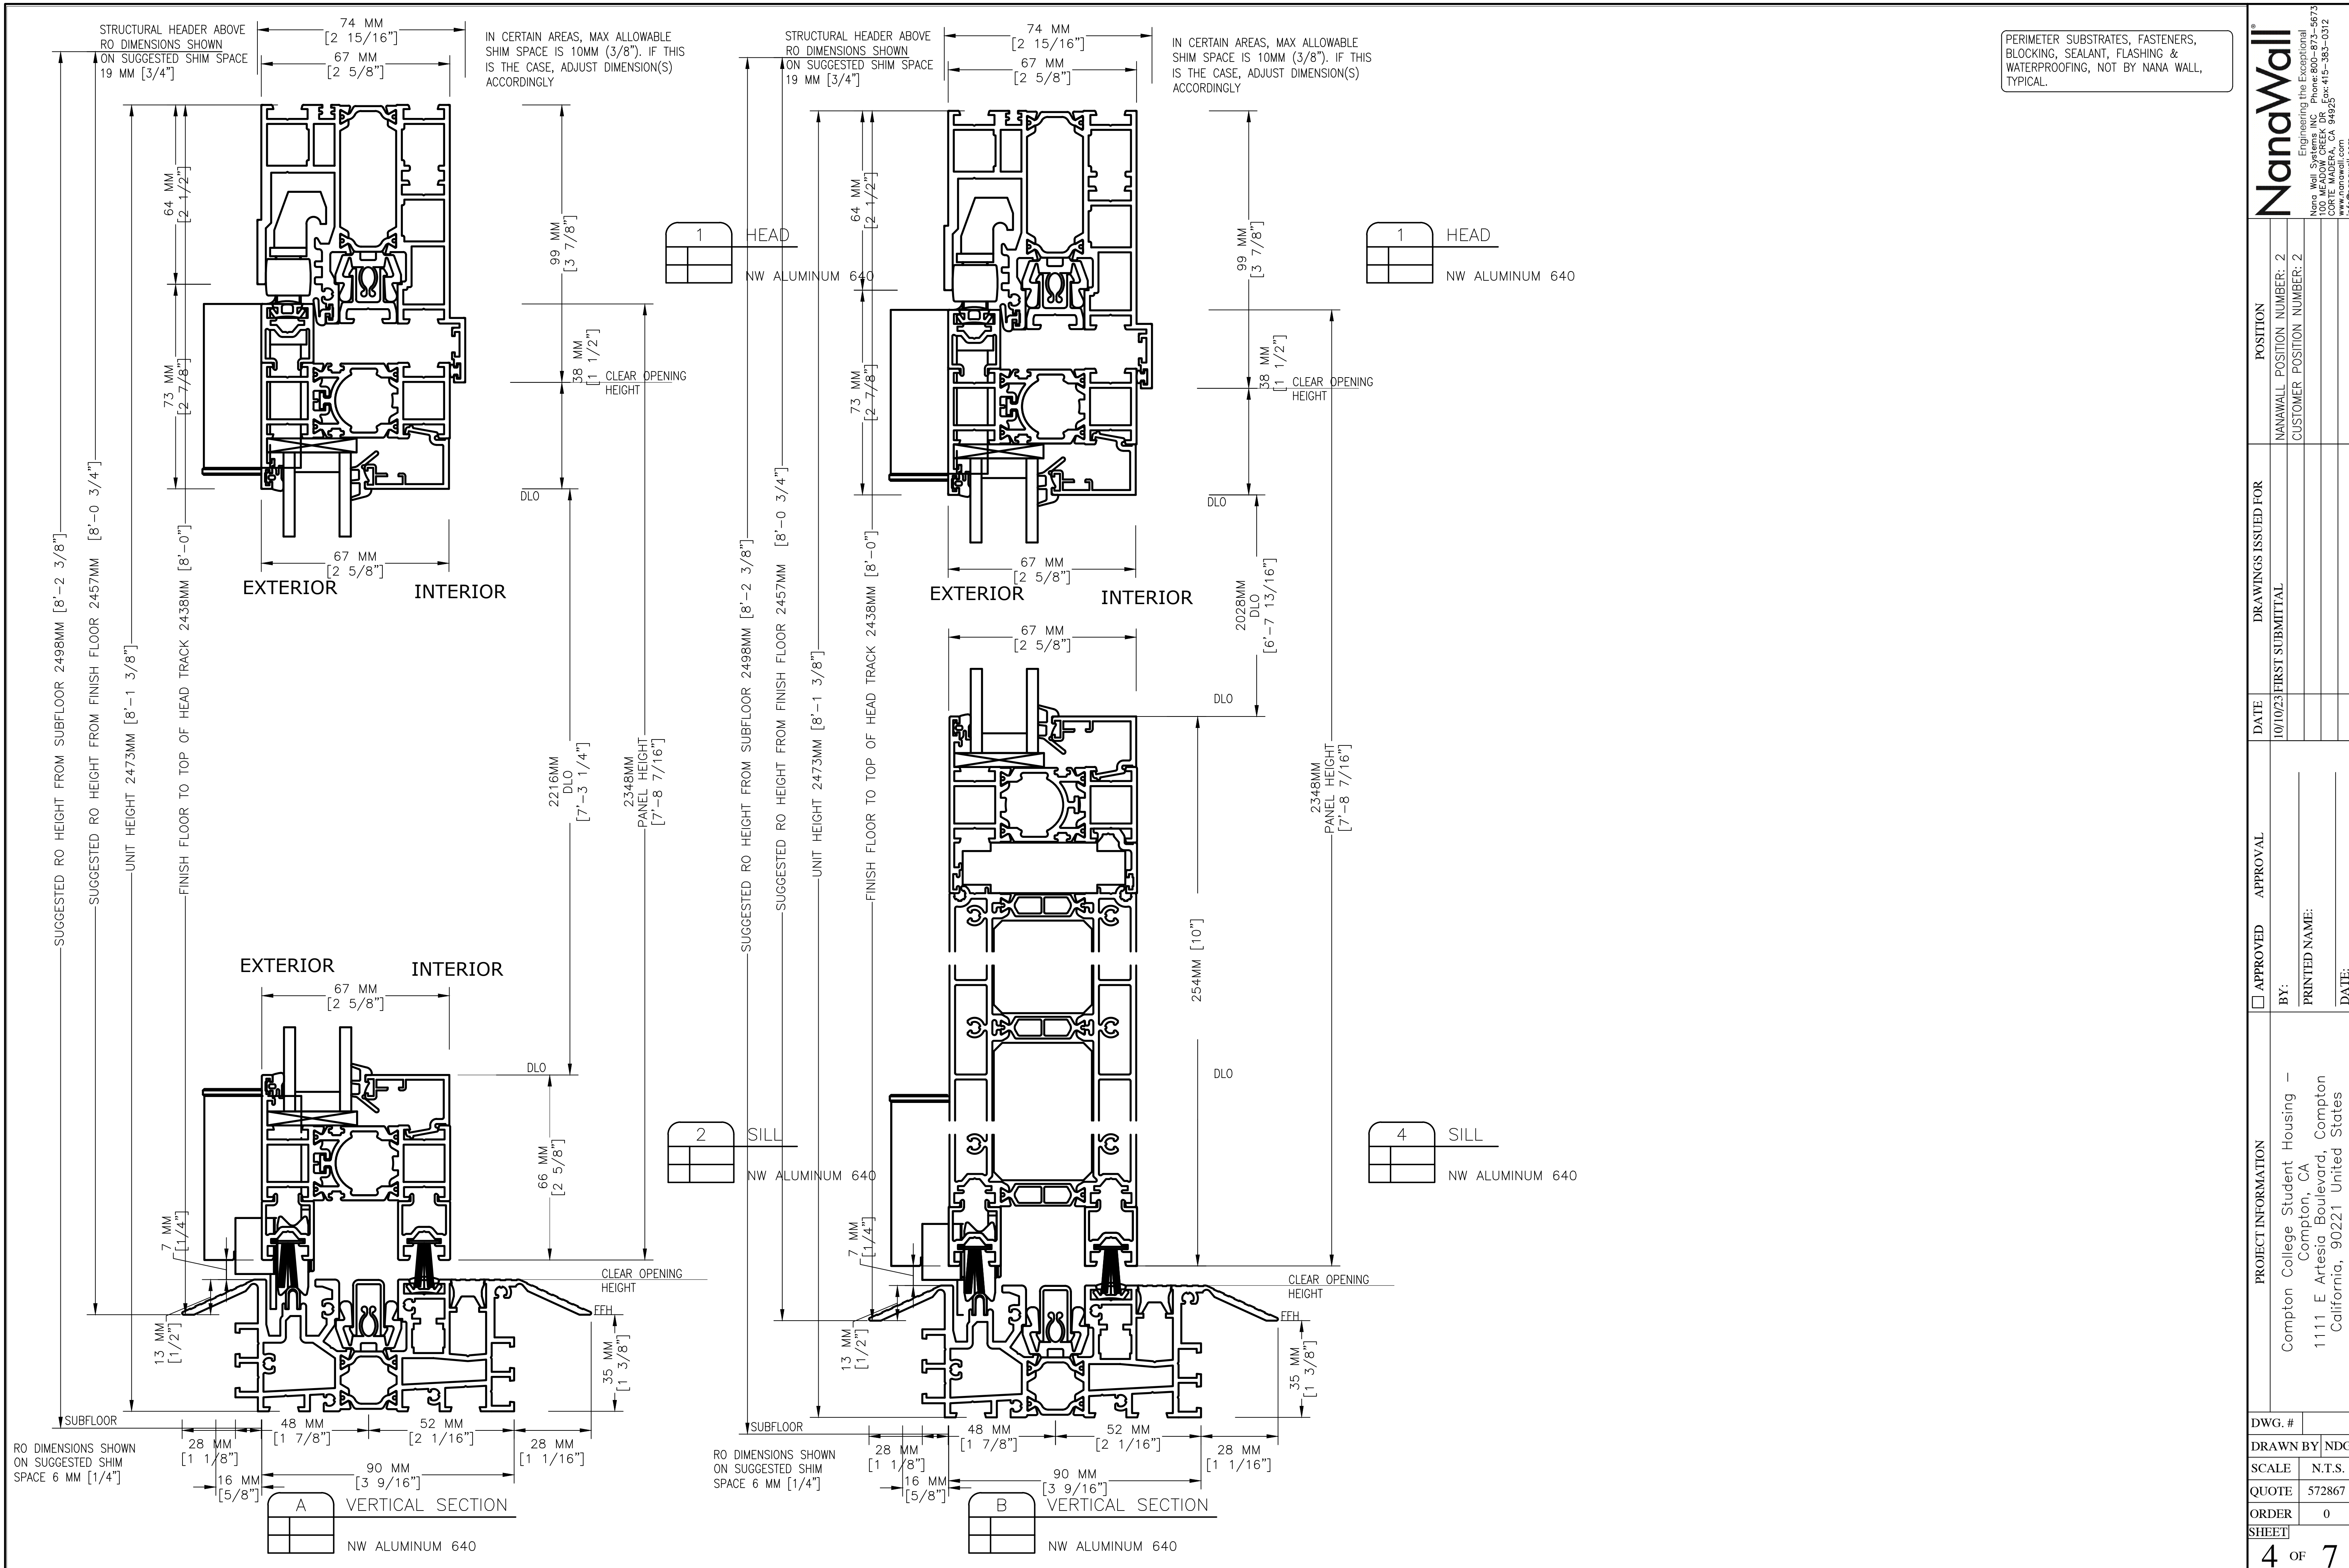 STRUCTURAL HEADER ABOVE
RO DIMENSIONS SHOWN
ON SUGGESTED SHIM SPACE
19 MM [3/4"]
74 MM
[2 15/16"]
67 MM
[2 5/8"]
IN CERTAIN AREAS, MAX ALLOWABLE
SHIM SPACE IS 10MM (3/8"). IF THIS
IS THE CASE, ADJUST DIMENSION(S)
ACCORDINGLY
64 MM
[2 1/2"]
73 MM
[2 7/8"]
99 MM
[3 7/8"]
38 MM
[1 1/2"]
CLEAR OPENING
HEIGHT
DLO
1 HEAD
NW ALUMINUM 640
67 MM
[2 5/8"]
EXTERIOR INTERIOR
SUGGESTED RO HEIGHT FROM SUBFLOOR 2498MM [8'-2 3/8"]
SUGGESTED RO HEIGHT FROM FINISH FLOOR 2457MM [8'-0 3/4"]
UNIT HEIGHT 2473MM [8'-1 3/8"]
FINISH FLOOR TO TOP OF HEAD TRACK 2438MM [8'-0"]
2216MM
DLO
[7'-3 1/4"]
2348MM
PANEL HEIGHT
[7'-8 7/16"]
EXTERIOR INTERIOR
67 MM
[2 5/8"]
DLO
2 SILL
NW ALUMINUM 640
66 MM
[2 5/8"]
7 MM
[1/4"]
CLEAR OPENING
HEIGHT
FFH
13 MM
[1/2"]
35 MM
[1 3/8"]
SUBFLOOR
RO DIMENSIONS SHOWN
ON SUGGESTED SHIM
SPACE 6 MM [1/4"]
28 MM
[1 1/8"]
48 MM
[1 7/8"]
52 MM
[2 1/16"]
28 MM
[1 1/16"]
16 MM
[5/8"]
90 MM
[3 9/16"]
A VERTICAL SECTION
NW ALUMINUM 640
STRUCTURAL HEADER ABOVE
RO DIMENSIONS SHOWN
ON SUGGESTED SHIM SPACE
19 MM [3/4"]
74 MM
[2 15/16"]
67 MM
[2 5/8"]
IN CERTAIN AREAS, MAX ALLOWABLE
SHIM SPACE IS 10MM (3/8"). IF THIS
IS THE CASE, ADJUST DIMENSION(S)
ACCORDINGLY
64 MM
[2 1/2"]
73 MM
[2 7/8"]
99 MM
[3 7/8"]
38 MM
[1 1/2"]
CLEAR OPENING
HEIGHT
DLO
1 HEAD
NW ALUMINUM 640
67 MM
[2 5/8"]
EXTERIOR INTERIOR
67 MM
[2 5/8"]
2028MM
DLO
[6'-7 13/16"]
DLO
SUGGESTED RO HEIGHT FROM SUBFLOOR 2498MM [8'-2 3/8"]
SUGGESTED RO HEIGHT FROM FINISH FLOOR 2457MM [8'-0 3/4"]
UNIT HEIGHT 2473MM [8'-1 3/8"]
FINISH FLOOR TO TOP OF HEAD TRACK 2438MM [8'-0"]
2348MM
PANEL HEIGHT
[7'-8 7/16"]
254MM [10"]
DLO
4 SILL
NW ALUMINUM 640
7 MM
[1/4"]
CLEAR OPENING
HEIGHT
FFH
13 MM
[1/2"]
35 MM
[1 3/8"]
SUBFLOOR
RO DIMENSIONS SHOWN
ON SUGGESTED SHIM
SPACE 6 MM [1/4"]
28 MM
[1 1/8"]
48 MM
[1 7/8"]
52 MM
[2 1/16"]
28 MM
[1 1/16"]
16 MM
[5/8"]
90 MM
[3 9/16"]
B VERTICAL SECTION
NW ALUMINUM 640
PERIMETER SUBSTRATES, FASTENERS,
BLOCKING, SEALANT, FLASHING &
WATERPROOFING, NOT BY NANA WALL,
TYPICAL.
NanaWall®
Engineering the Exceptional
Nana Wall Systems INC Phone:800-873-5673
100 MEADOW CREEK DR Fax:415-383-0312
CORTE MADERA, CA 94925
www.nanawall.com
POSITION
NANAWALL POSITION NUMBER: 2
CUSTOMER POSITION NUMBER: 2
DATE DRAWINGS ISSUED FOR
10/10/23 FIRST SUBMITTAL
APPROVED APPROVAL
BY:
PRINTED NAME:
DATE:
PROJECT INFORMATION
Compton College Student Housing -
Compton, CA
1111 E Artesia Boulevard, Compton
California, 90221 United States
DWG. #
DRAWN BY NDC
SCALE N.T.S.
QUOTE 572867
ORDER 0
SHEET
4 OF 7